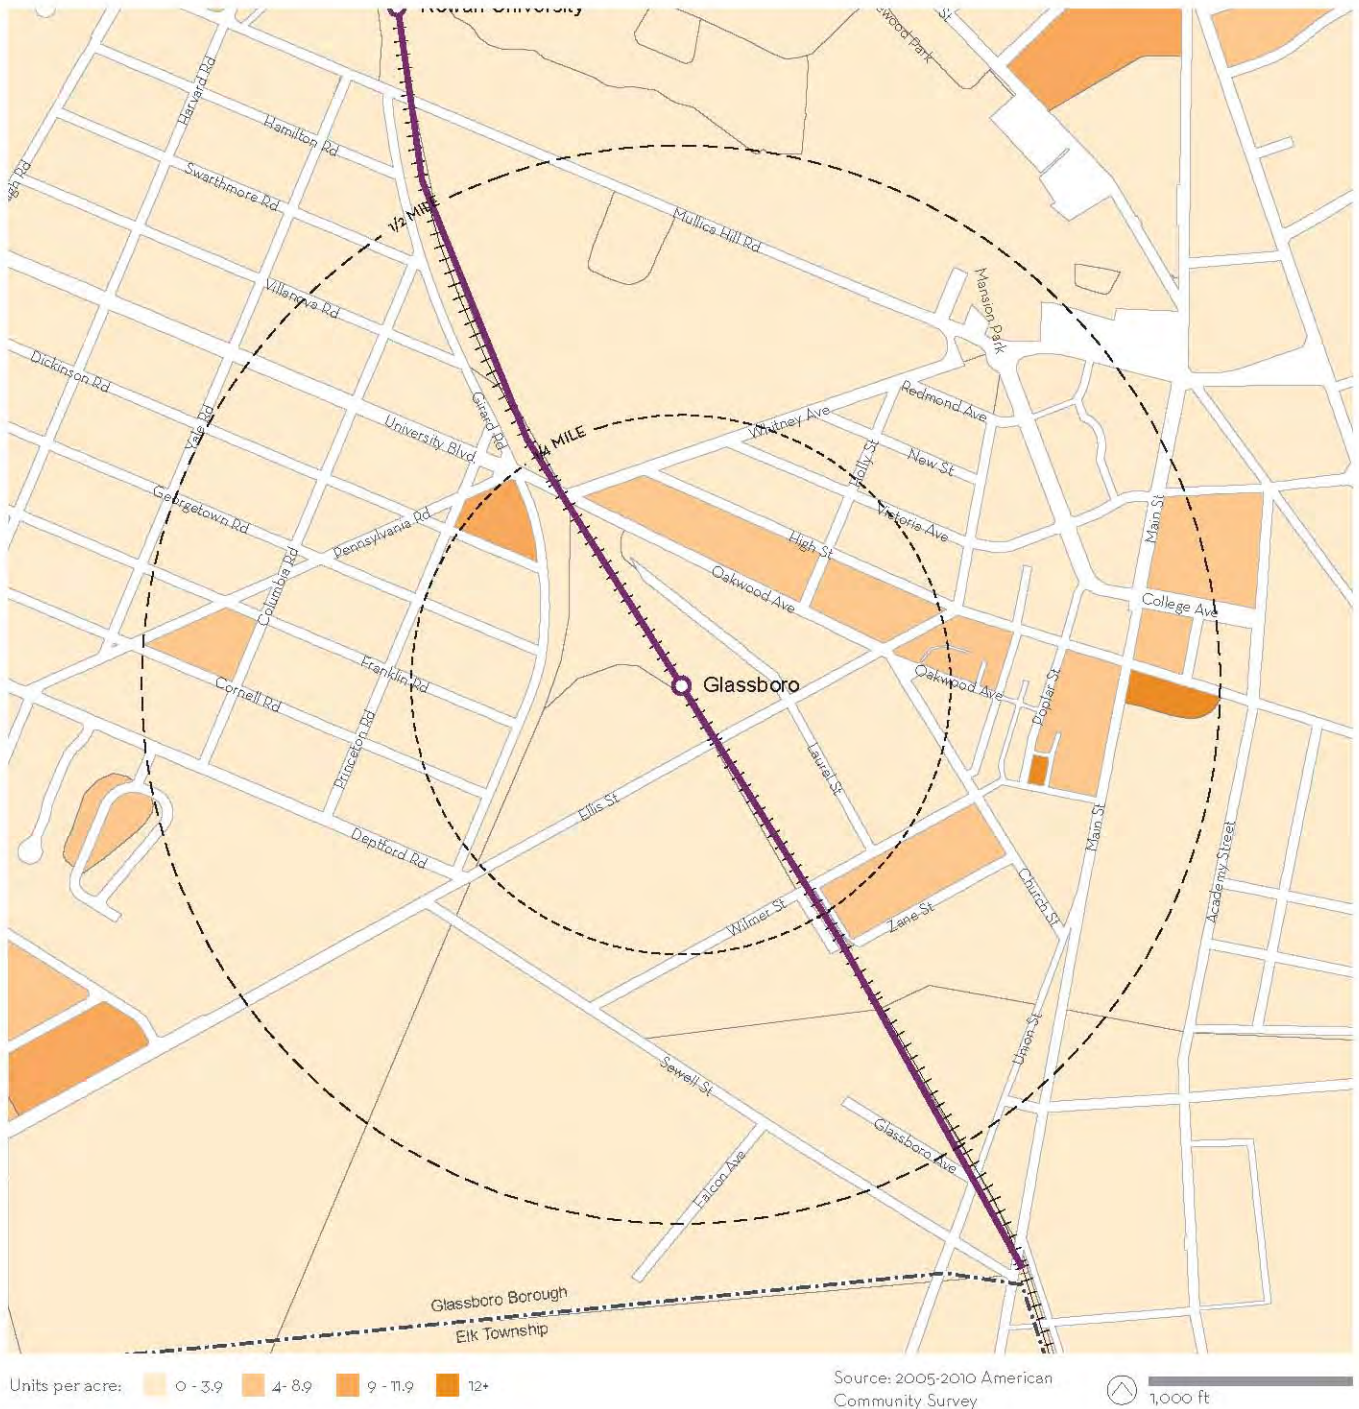 Rowan University
Harvard Rd
Hamilton Rd
Swarthmore Rd
1/2 MILE
Mullica Hill Rd
Villanova Rd
Mansion Park
Dickinson Rd
Yale Rd
University Blvd
Girard Rd
1/4 MILE
Whitney Ave
Redmond Ave
Holly St
New St
Victoria Ave
Main St
Georgetown Rd
Pennsylvania Rd
High St
Columbia Rd
Oakwood Ave
College Ave
Franklin Rd
Cornell Rd
Glassboro
Oakwood Ave
Poplar St
Princeton Rd
Laurel St
Ellis St
Deptford Rd
Main St
Academy Street
Church St
Wilmer St
Zane St
Union St
Sewell St
Glassboro Ave
Falcon Ave
Glassboro Borough
Elk Township
Units per acre: 0 - 3.9 4- 8.9 9 - 11.9 12+
Source: 2005-2010 American
Community Survey
1,000 ft